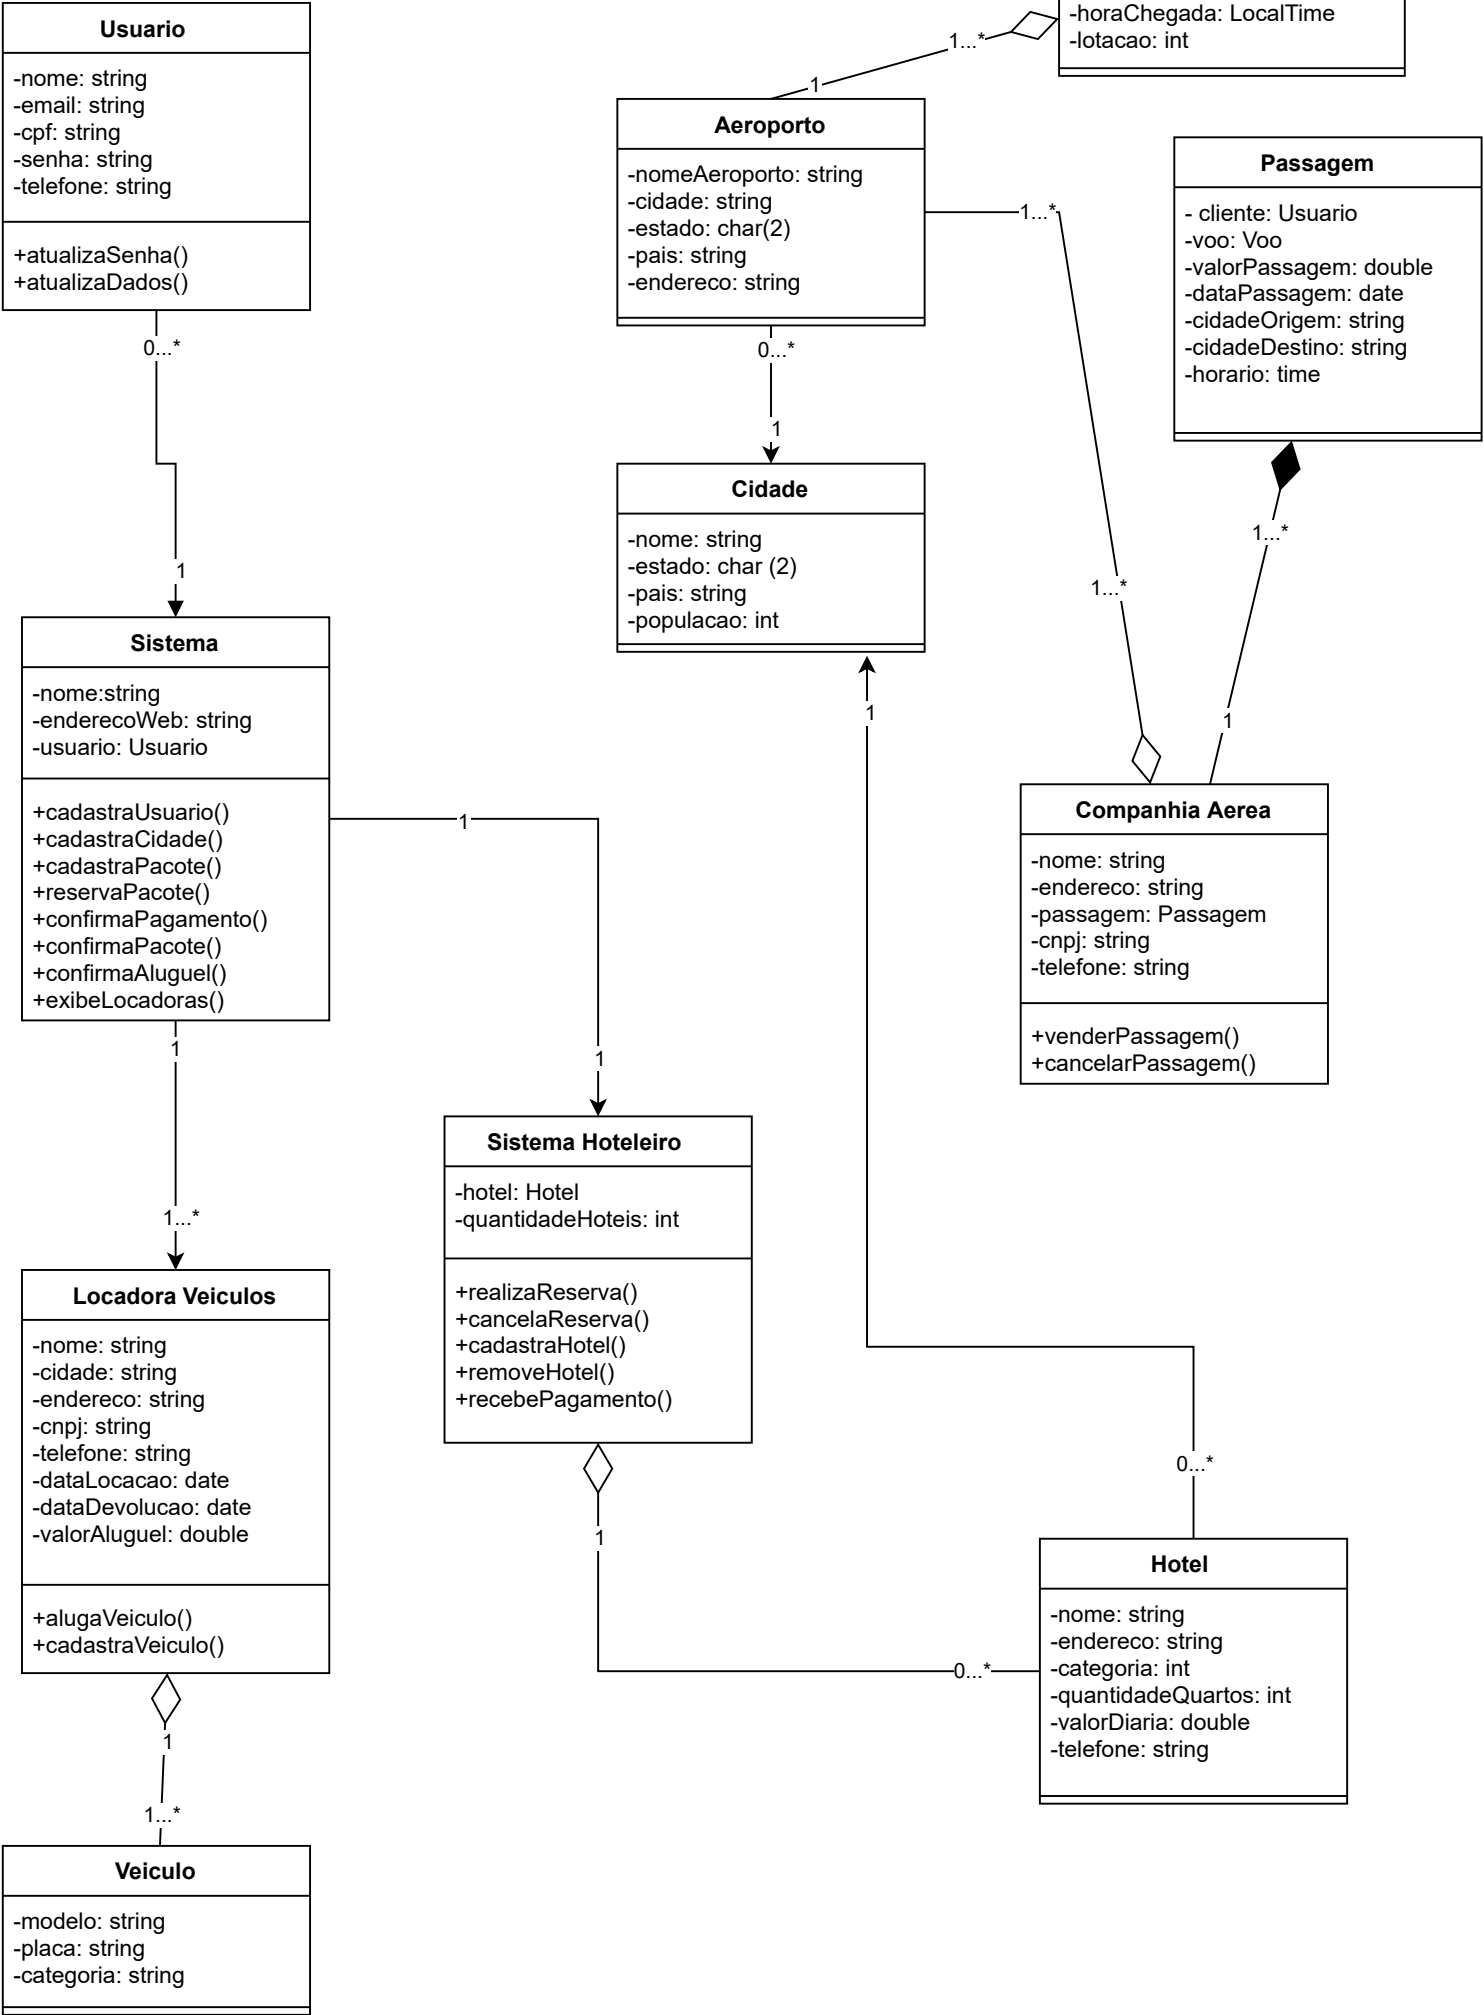 Usuario
-nome: string
-email: string
-cpf: string
-senha: string
-telefone: string
+atualizaSenha()
+atualizaDados()
0...*
1
-horaChegada: LocalTime
-lotacao: int
1...*
1
Aeroporto
-nomeAeroporto: string
-cidade: string
-estado: char(2)
-pais: string
-endereco: string
1...*
1...*
0...*
1
Passagem
- cliente: Usuario
-voo: Voo
-valorPassagem: double
-dataPassagem: date
-cidadeOrigem: string
-cidadeDestino: string
-horario: time
1...*
1
Cidade
-nome: string
-estado: char (2)
-pais: string
-populacao: int
1
Sistema
-nome:string
-enderecoWeb: string
-usuario: Usuario
+cadastraUsuario()
+cadastraCidade()
+cadastraPacote()
+reservaPacote()
+confirmaPagamento()
+confirmaPacote()
+confirmaAluguel()
+exibeLocadoras()
1
1
1
1...*
Companhia Aerea
-nome: string
-endereco: string
-passagem: Passagem
-cnpj: string
-telefone: string
+venderPassagem()
+cancelarPassagem()
Sistema Hoteleiro
-hotel: Hotel
-quantidadeHoteis: int
+realizaReserva()
+cancelaReserva()
+cadastraHotel()
+removeHotel()
+recebePagamento()
1
0...*
0...*
Locadora Veiculos
-nome: string
-cidade: string
-endereco: string
-cnpj: string
-telefone: string
-dataLocacao: date
-dataDevolucao: date
-valorAluguel: double
+alugaVeiculo()
+cadastraVeiculo()
1
1...*
Hotel
-nome: string
-endereco: string
-categoria: int
-quantidadeQuartos: int
-valorDiaria: double
-telefone: string
Veiculo
-modelo: string
-placa: string
-categoria: string